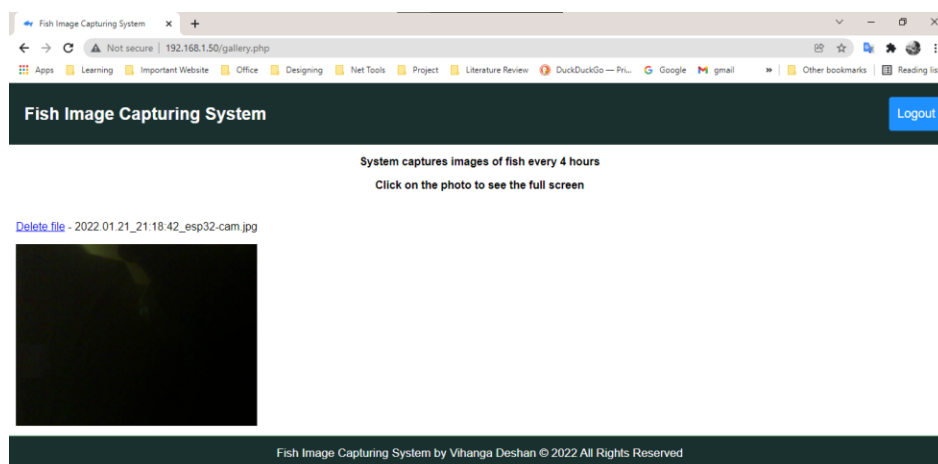 Fish Image Capturing System
Not secure | 192.168.1.50/gallery.php
Apps Learning Important Website Office Designing Net Tools Project Literature Review DuckDuckGo — Pri... Google gmail » Other bookmarks Reading lis
Fish Image Capturing System Logout
System captures images of fish every 4 hours
Click on the photo to see the full screen
Delete file - 2022.01.21_21:18:42_esp32-cam.jpg
Fish Image Capturing System by Vihanga Deshan © 2022 All Rights Reserved